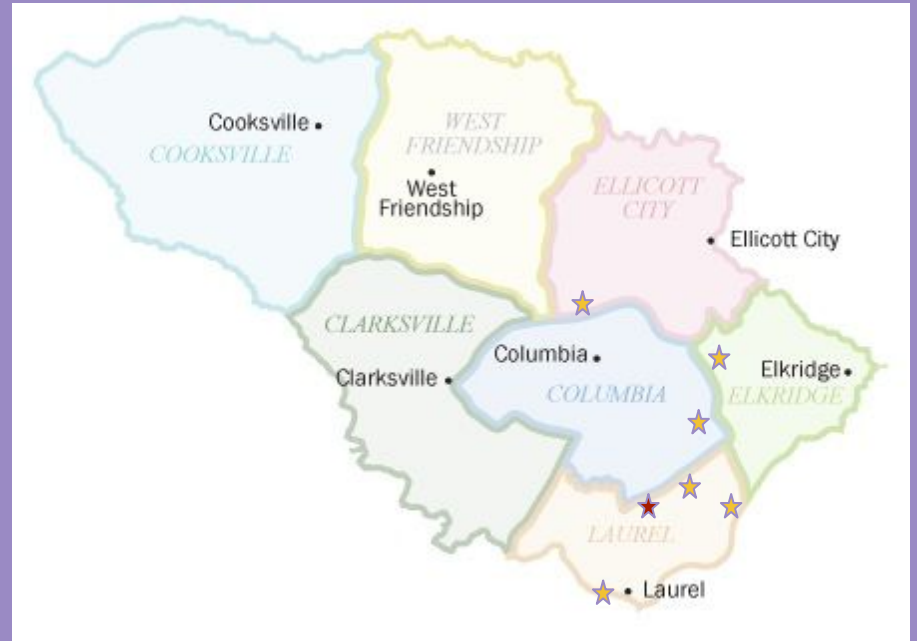 Cooksville
COOKSVILLE
WEST
FRIENDSHIP
West
Friendship
ELLICOTT
CITY
Ellicott City
CLARKSVILLE
Clarksville
Columbia
COLUMBIA
Elkridge
ELKRIDGE
LAUREL
Laurel